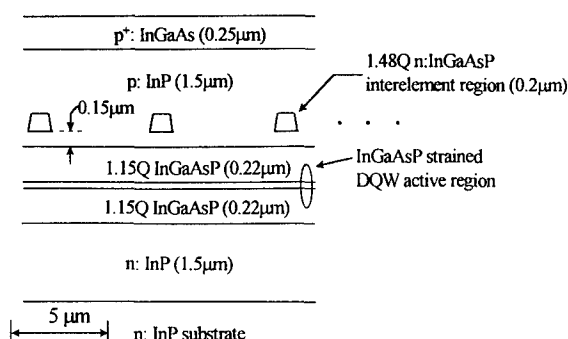 p⁺: InGaAs (0.25μm)
p: InP (1.5μm)
1.48Q n:InGaAsP
interelement region (0.2μm)
0.15μm
. . .
1.15Q InGaAsP (0.22μm)
InGaAsP strained
DQW active region
1.15Q InGaAsP (0.22μm)
n: InP (1.5μm)
5 μm
n: InP substrate